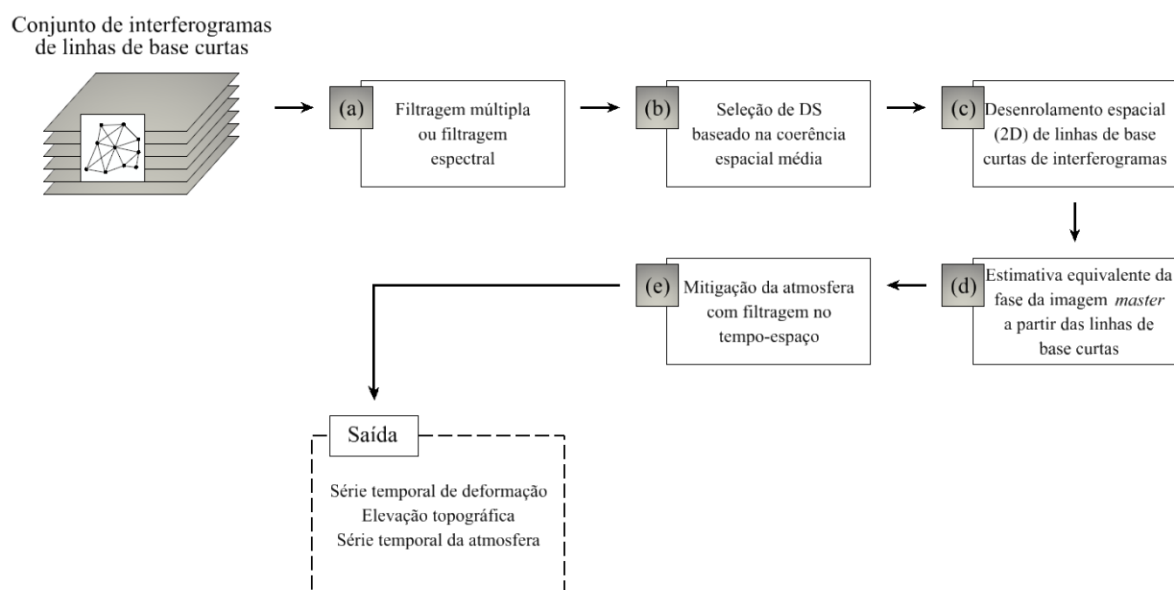 Conjunto de interferogramas
de linhas de base curtas
(a)
Filtragem múltipla
ou filtragem
espectral
(b)
Seleção de DS
baseado na coerência
espacial média
(c)
Desenrolamento espacial
(2D) de linhas de base
curtas de interferogramas
(d)
Estimativa equivalente da
fase da imagem master
a partir das linhas de
base curtas
(e)
Mitigação da atmosfera
com filtragem no
tempo-espaço
Saída
Série temporal de deformação
Elevação topográfica
Série temporal da atmosfera